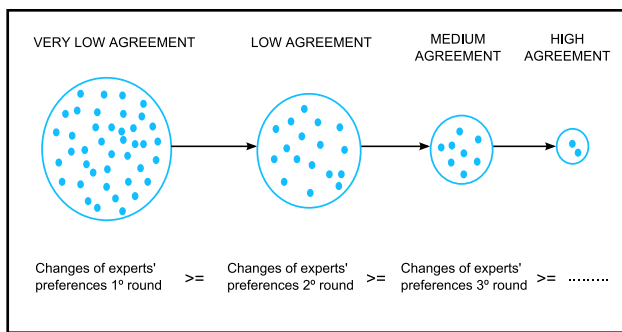 VERY LOW AGREEMENT
LOW AGREEMENT
MEDIUM
AGREEMENT
HIGH
AGREEMENT
Changes of experts'
preferences 1º round
>=
Changes of experts'
preferences 2º round
>=
Changes of experts'
preferences 3º round
>=
.........